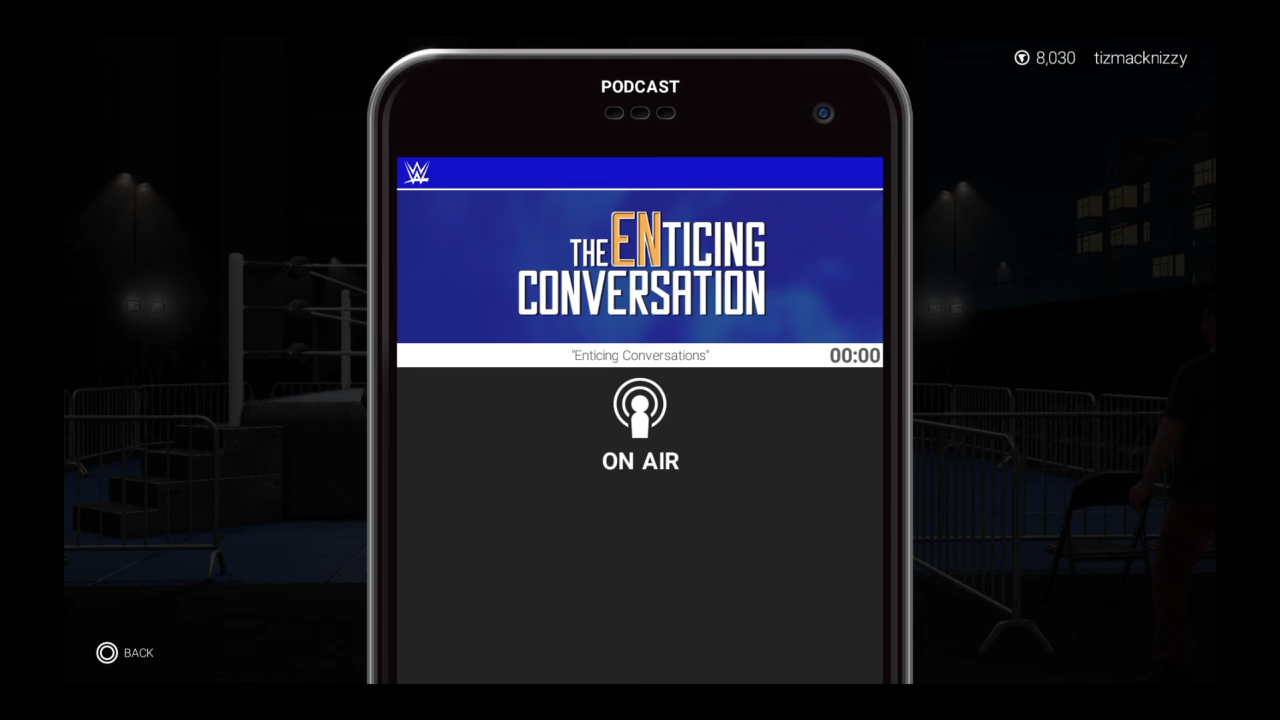 PODCAST
8,030 tizmacknizzy
W
THE ENTICING
CONVERSATION
"Enticing Conversations" 00:00
ON AIR
BACK